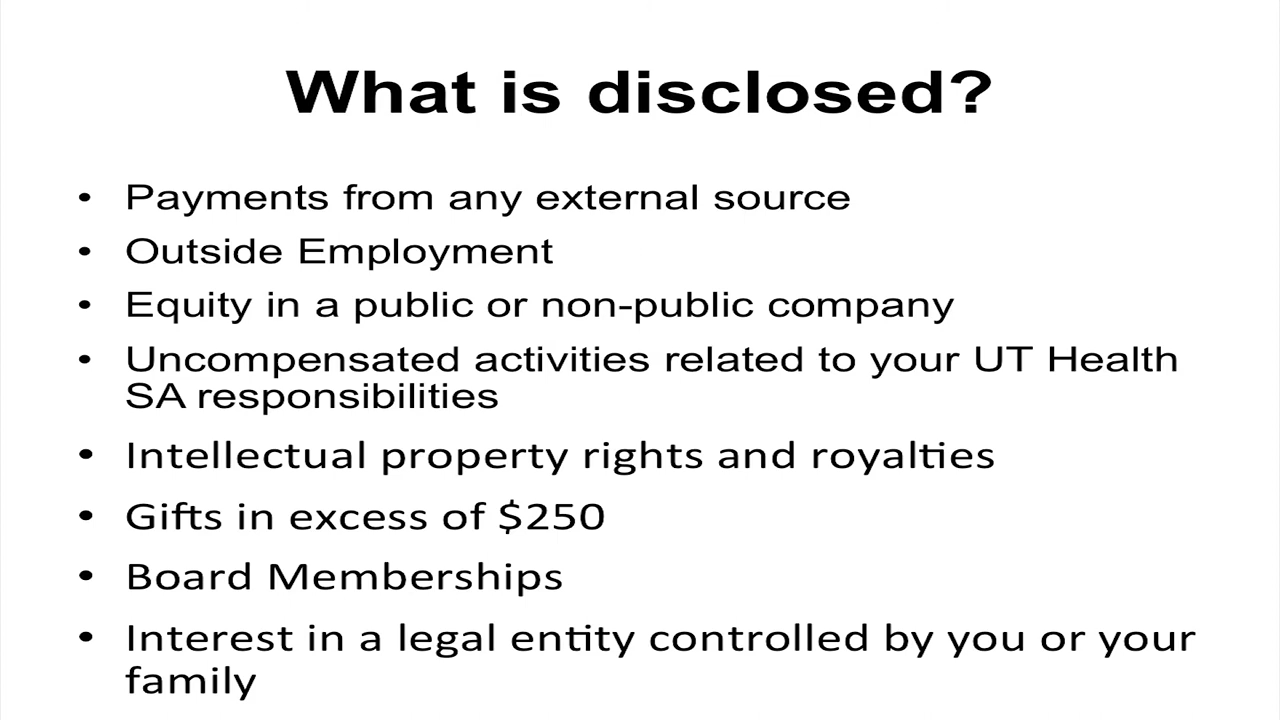 What is disclosed?
• Payments from any external source
• Outside Employment
• Equity in a public or non-public company
• Uncompensated activities related to your UT Health
SA responsibilities
• Intellectual property rights and royalties
• Gifts in excess of $250
• Board Memberships
• Interest in a legal entity controlled by you or your
family